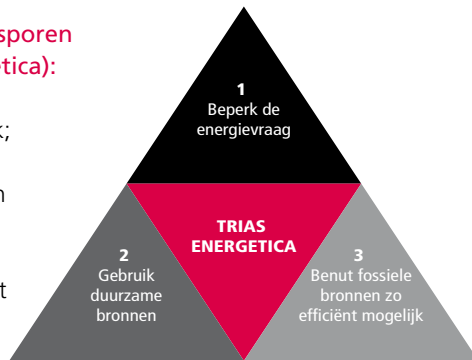 sporen
etica):
k;
n
t
1
Beperk de
energievraag
TRIAS
ENERGETICA
2
Gebruik
duurzame
bronnen
3
Benut fossiele
bronnen zo
efficiënt mogelijk